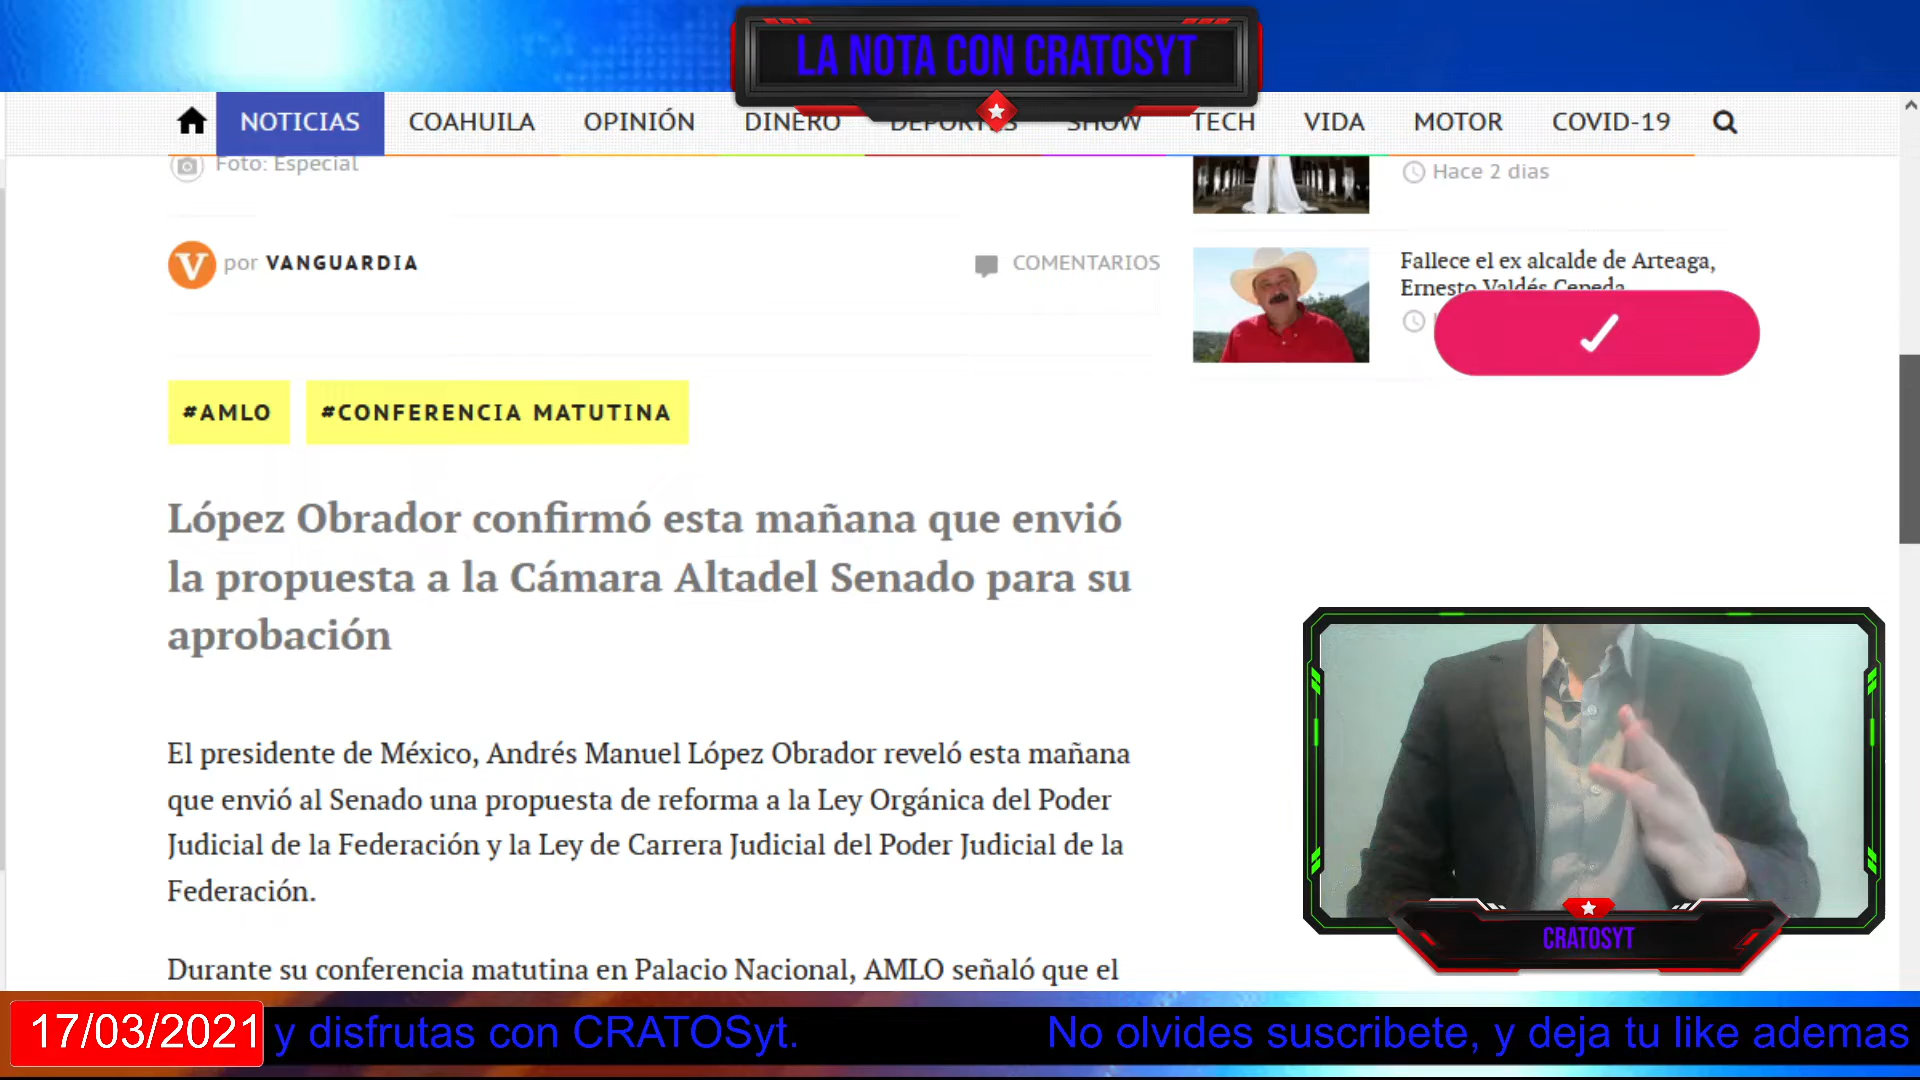 LA NOTA CON CRATOSYT
NOTICIAS COAHUILA OPINIÓN DINERO DEPORTES SHOW TECH VIDA MOTOR COVID-19
Foto: Especial
Hace 2 dias
por VANGUARDIA
COMENTARIOS
Fallece el ex alcalde de Arteaga,
Ernesto Valdés Cepeda
#AMLO #CONFERENCIA MATUTINA
López Obrador confirmó esta mañana que envió
la propuesta a la Cámara Altadel Senado para su
aprobación
El presidente de México, Andrés Manuel López Obrador reveló esta mañana
que envió al Senado una propuesta de reforma a la Ley Orgánica del Poder
Judicial de la Federación y la Ley de Carrera Judicial del Poder Judicial de la
Federación.
Durante su conferencia matutina en Palacio Nacional, AMLO señaló que el
CRATOSYT
17/03/2021 y disfrutas con CRATOSyt. No olvides suscribete, y deja tu like ademas